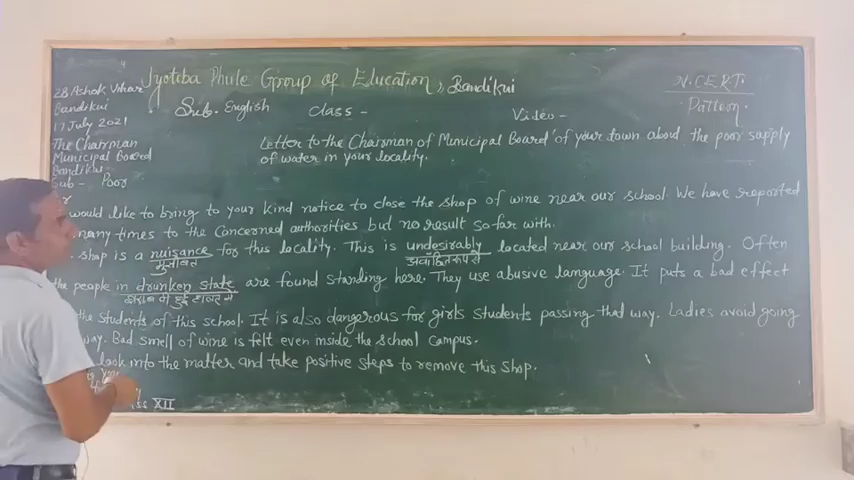 Jyoteba Phule Group of Education, Bandikui
N.C.E.R.T.
Pattern
Sub. English Class - Video -
28 Ashok Vihar
Bandikui
17 July 2021
The Chairman
Municipal Board
Bandikui
Sub - Poor
Letter to the Chairman of Municipal Board of your town about the poor supply
of water in your locality.
would like to bring to your kind notice to close the shop of wine near our school. We have reported
many times to the Concerned authorities but no result so far with.
shop is a nuisance for this locality. This is undesirably located near our school building. Often
मुसीबत अवांछित रूप से
the people in drunken state are found standing here. They use abusive language. It puts a bad effect
शराब में हुई हालत में
the students of this school. It is also dangerous for girls students passing that way. Ladies avoid going
way. Bad smell of wine is felt even inside the school campus.
look into the matter and take positive steps to remove this shop.
XII